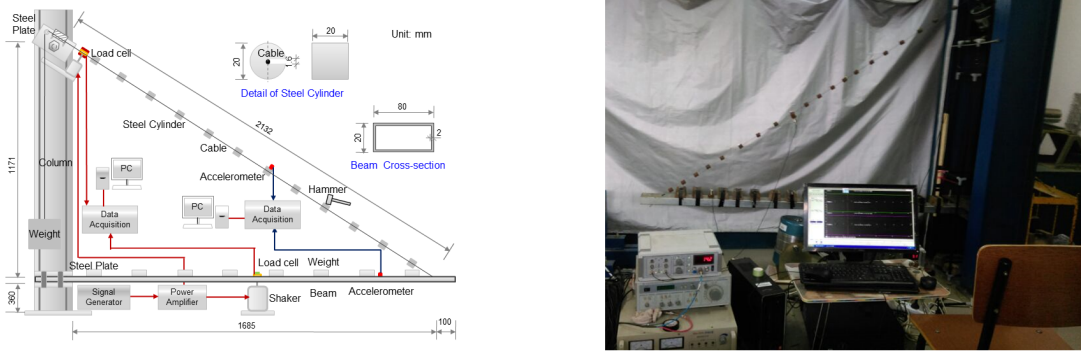 Steel
Plate
Load cell
Cable
20
1.6
20
Unit: mm
Detail of Steel Cylinder
80
20
2
Beam Cross-section
Steel Cylinder
2132
Cable
Column
1171
PC
Accelerometer
Hammer
PC
Data
Acquisition
Data
Acquisition
Weight
Steel Plate
Load cell
Weight
Signal
Generator
Power
Amplifier
Shaker
Beam
Accelerometer
360
1685
100